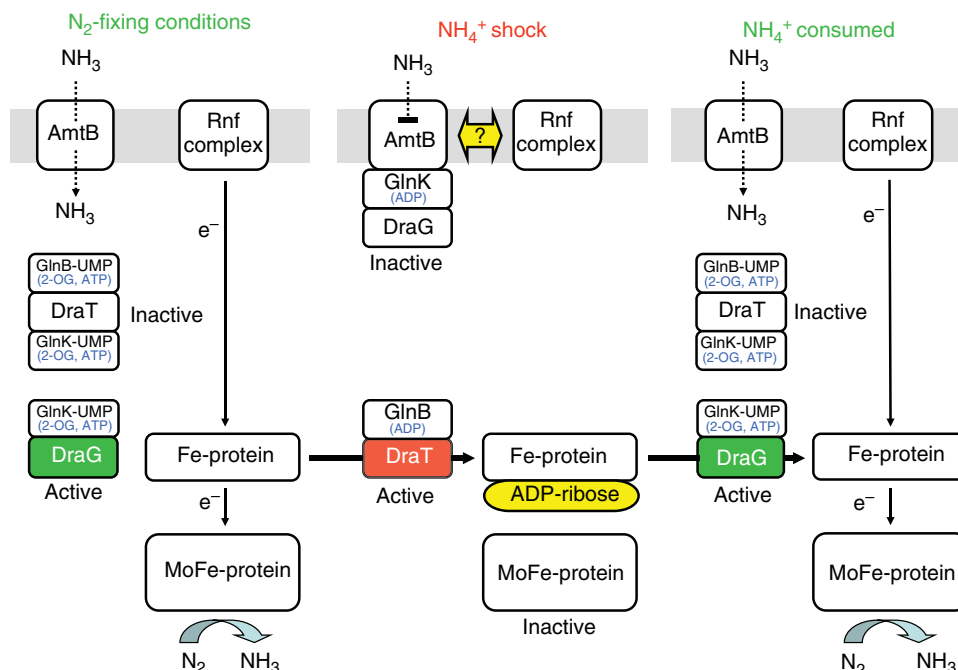 N₂-fixing conditions
NH₃
AmtB
Rnf
complex
NH₃
e⁻
GlnB-UMP
(2-OG, ATP)
DraT
GlnK-UMP
(2-OG, ATP)
Inactive
GlnK-UMP
(2-OG, ATP)
DraG
Active
Fe-protein
e⁻
MoFe-protein
N₂
NH₃
NH₄⁺ shock
NH₃
AmtB
?
Rnf
complex
GlnK
(ADP)
DraG
Inactive
GlnB
(ADP)
DraT
Active
Fe-protein
ADP-ribose
MoFe-protein
Inactive
NH₄⁺ consumed
NH₃
AmtB
Rnf
complex
NH₃
e⁻
GlnB-UMP
(2-OG, ATP)
DraT
GlnK-UMP
(2-OG, ATP)
Inactive
GlnK-UMP
(2-OG, ATP)
DraG
Active
Fe-protein
e⁻
MoFe-protein
N₂
NH₃